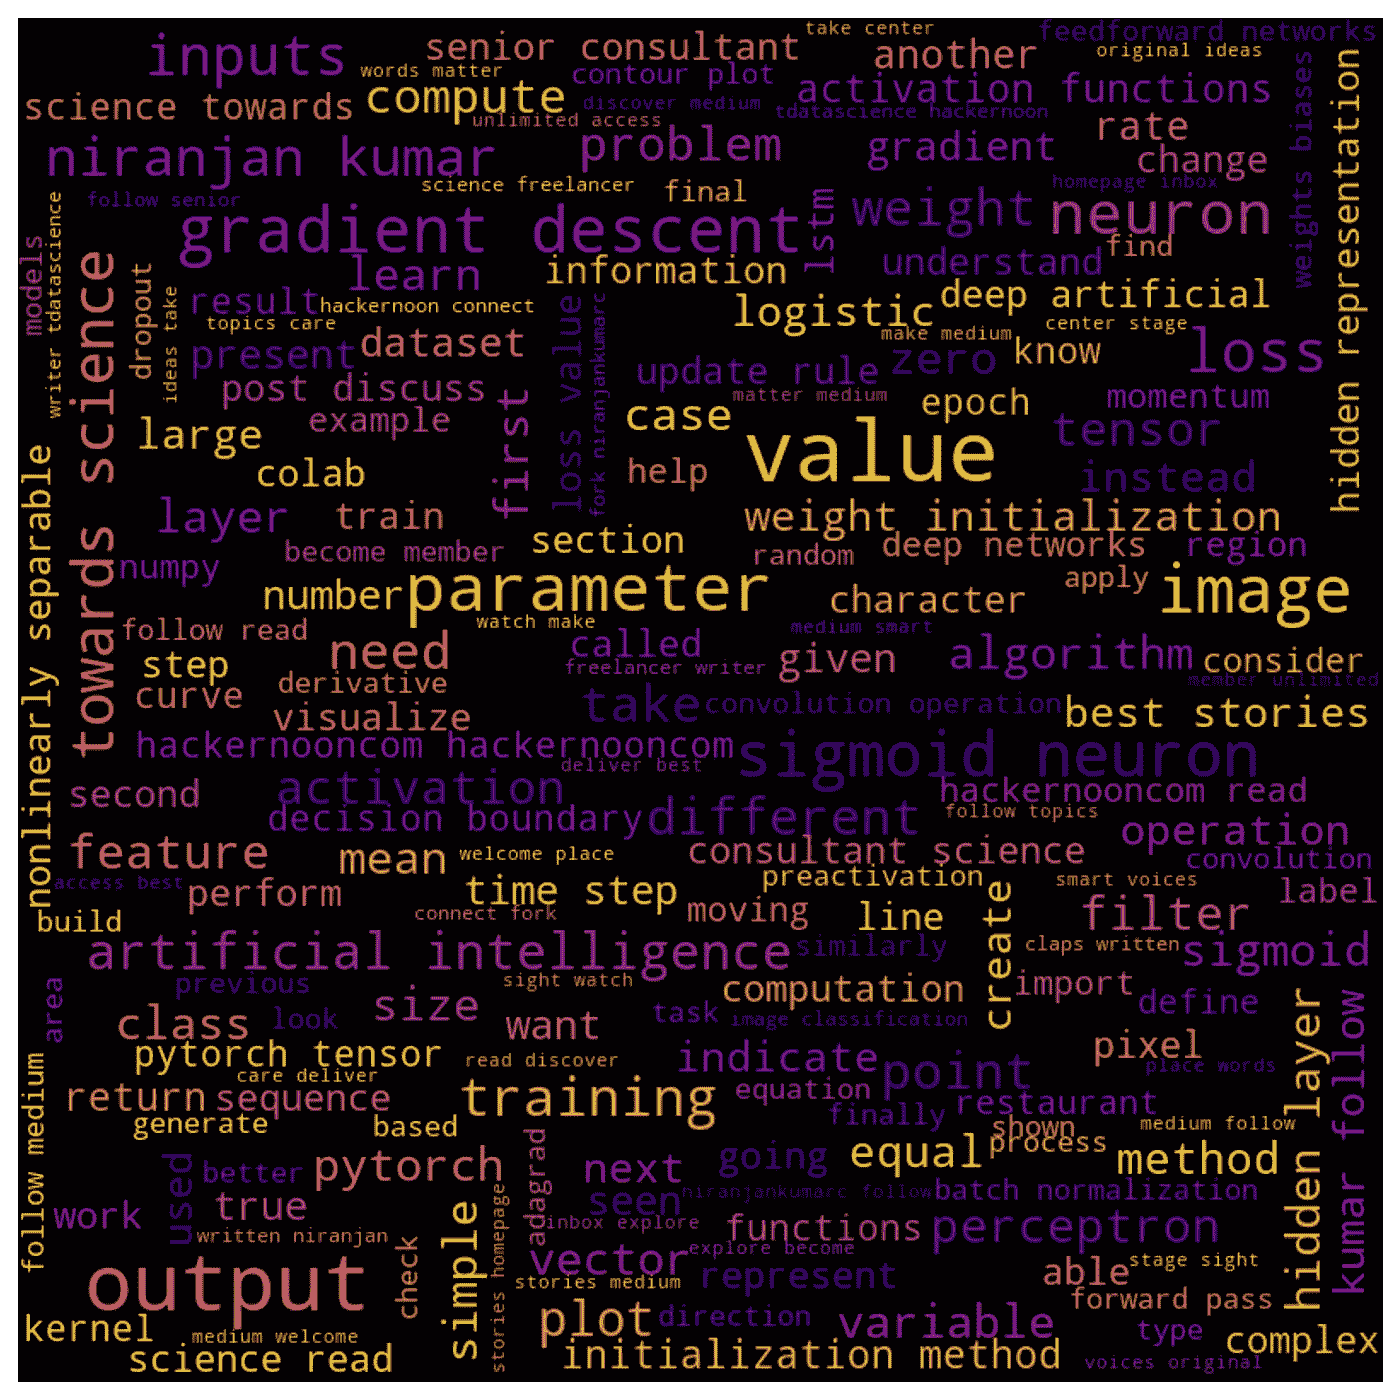 take center
feedforward networks
inputs
senior consultant
another
original ideas
words matter
contour plot
activation functions
science towards
compute
discover medium
tdatascience hackernoon
unlimited access
rate
niranjan kumar
problem
gradient
change
weights biases
hidden representation
science freelancer
final
homepage inbox
follow senior
gradient descent
lstm
weight
neuron
find
models
writer tdatascience
towards science
dropout
learn
information
understand
ideas take
result
hackernoon connect
loss value
fork niranjankumarc
logistic
deep artificial
topics care
make medium
center stage
present
dataset
zero
know
loss
post discuss
update rule
matter medium
momentum
example
first
case
epoch
large
value
tensor
colab
help
instead
nonlinearly separable
layer
train
weight initialization
become member
section
random
deep networks
region
numpy
number
parameter
character
apply
image
watch make
follow read
need
called
medium smart
step
freelancer writer
given
algorithm
consider
curve
derivative
member unlimited
visualize
take
convolution operation
best stories
hackernooncom hackernooncom
sigmoid neuron
deliver best
second
activation
hackernooncom read
decision boundary
different
follow topics
operation
feature
mean
welcome place
consultant science
convolution
access best
perform
time step
preactivation
smart voices
label
build
connect fork
moving
line
create
filter
artificial intelligence
similarly
claps written
sigmoid
area
previous
sight watch
computation
import
define
class
look
size
want
task
image classification
hidden layer
kumar follow
follow medium
pytorch tensor
read discover
indicate
point
pixel
place words
care deliver
return
sequence
training
equation
restaurant
generate
based
finally
shown
medium follow
process
used
better
pytorch
adagrad
next
going
equal
method
simple
stories homepage
seen
niranjankumarc follow
batch normalization
work
true
inbox explore
functions
perceptron
written niranjan
check
vector
explore become
stage sight
output
stories medium
represent
able
forward pass
kernel
medium welcome
plot
direction
variable
type
complex
science read
initialization method
voices original